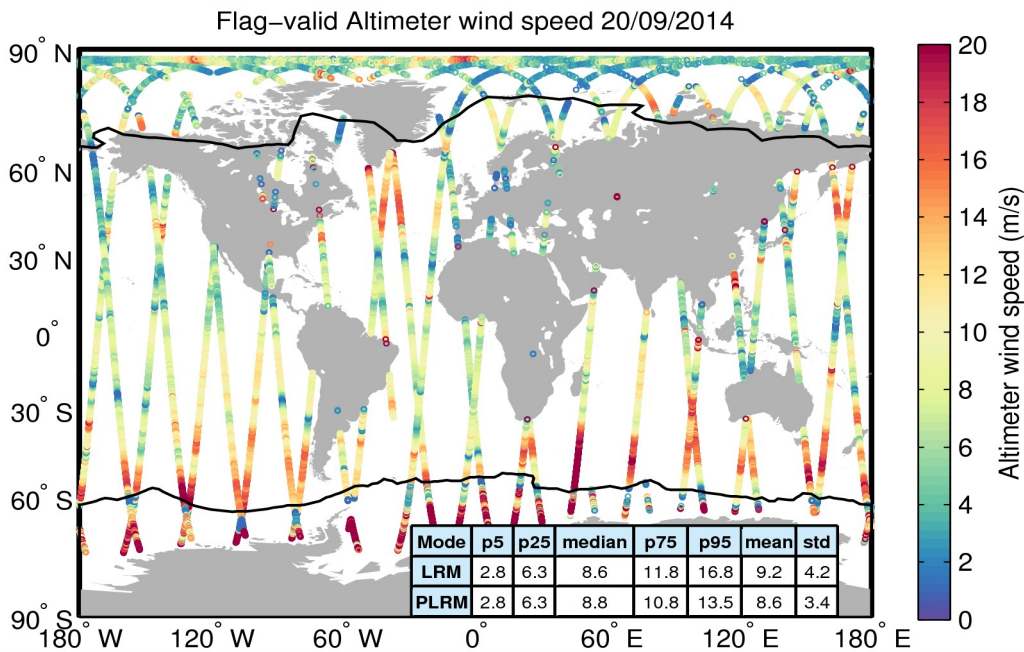 Flag−valid Altimeter wind speed 20/09/2014
90° N
60° N
30° N
0°
30° S
60° S
90° S
180° W
120° W
60° W
0°
60° E
120° E
180° E
Mode p5 p25 median p75 p95 mean std
LRM 2.8 6.3 8.6 11.8 16.8 9.2 4.2
PLRM 2.8 6.3 8.8 10.8 13.5 8.6 3.4
20
18
16
14
12
10
8
6
4
2
0
Altimeter wind speed (m/s)